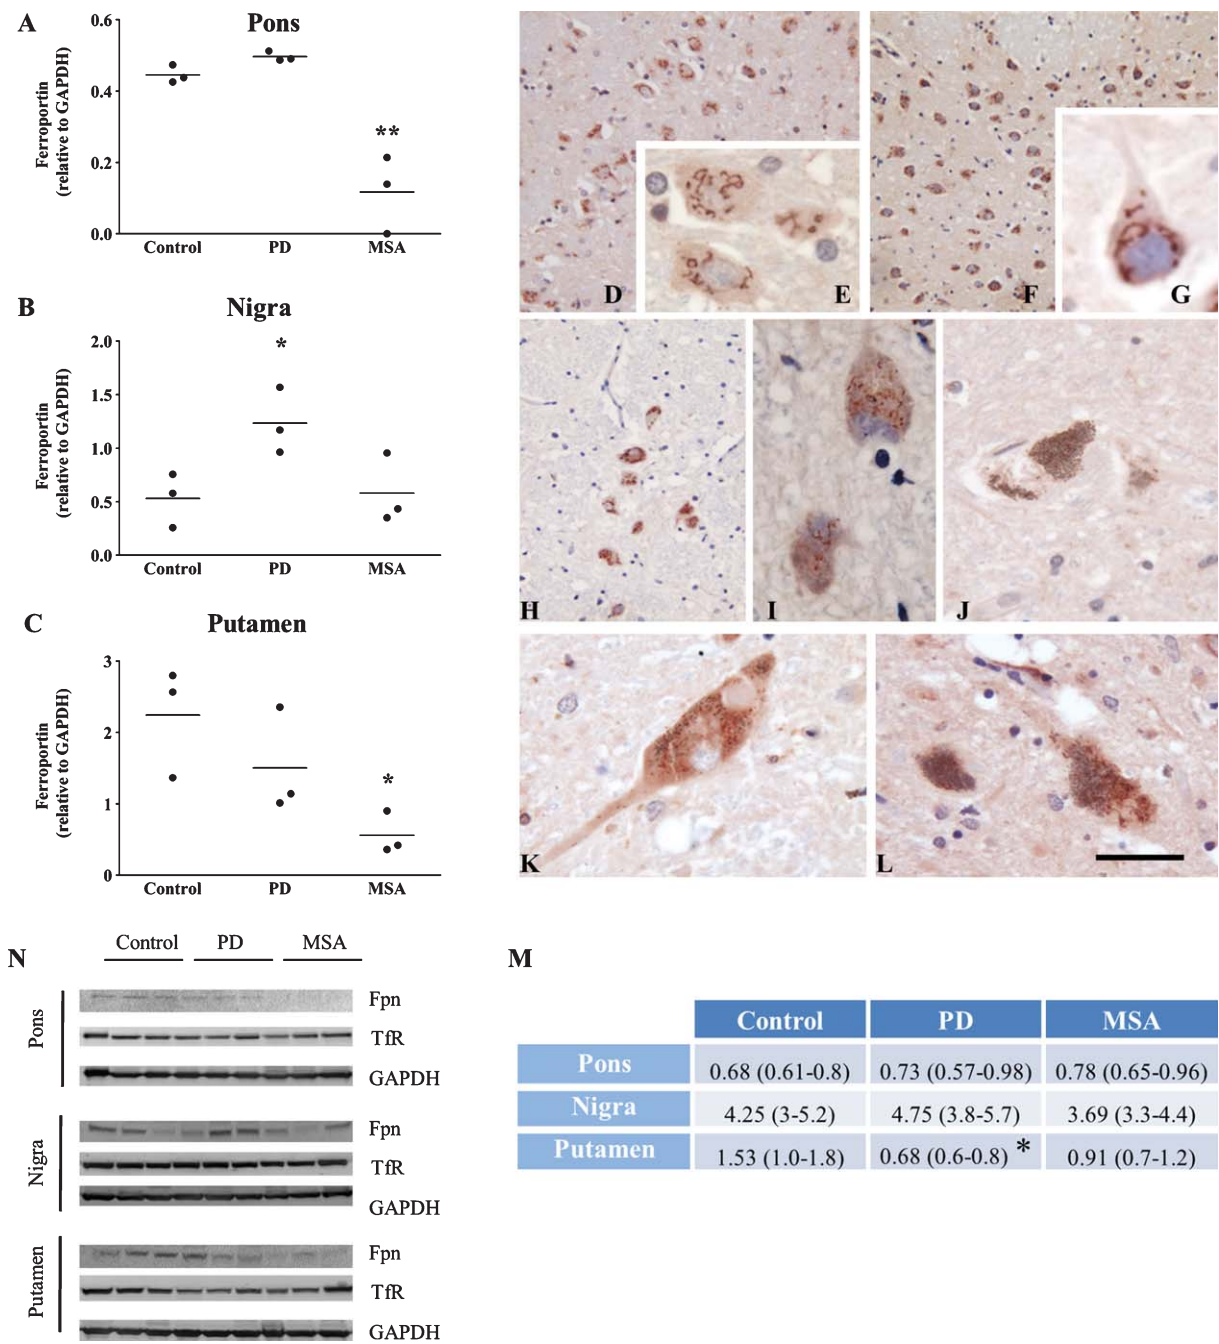 A
Pons
Ferroportin
(relative to GAPDH)
0.6
0.4
0.2
0.0
**
Control PD MSA
B
Nigra
Ferroportin
(relative to GAPDH)
2.0
1.5
1.0
0.5
0.0
*
Control PD MSA
C
Putamen
Ferroportin
(relative to GAPDH)
3
2
1
0
*
Control PD MSA
D
E
F
G
H
I
J
K
L
N
Control PD MSA
Pons
Fpn
TfR
GAPDH
Nigra
Fpn
TfR
GAPDH
Putamen
Fpn
TfR
GAPDH
M
Control PD MSA
Pons 0.68 (0.61-0.8) 0.73 (0.57-0.98) 0.78 (0.65-0.96)
Nigra 4.25 (3-5.2) 4.75 (3.8-5.7) 3.69 (3.3-4.4)
Putamen 1.53 (1.0-1.8) 0.68 (0.6-0.8) * 0.91 (0.7-1.2)